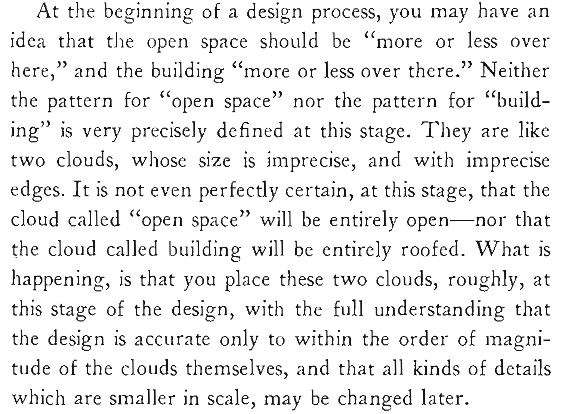 At the beginning of a design process, you may have an
idea that the open space should be “more or less over
here,” and the building “more or less over there.” Neither
the pattern for “open space” nor the pattern for “build-
ing” is very precisely defined at this stage. They are like
two clouds, whose size is imprecise, and with imprecise
edges. It is not even perfectly certain, at this stage, that the
cloud called “open space” will be entirely open—nor that
the cloud called building will be entirely roofed. What is
happening, is that you place these two clouds, roughly, at
this stage of the design, with the full understanding that
the design is accurate only to within the order of magni-
tude of the clouds themselves, and that all kinds of details
which are smaller in scale, may be changed later.